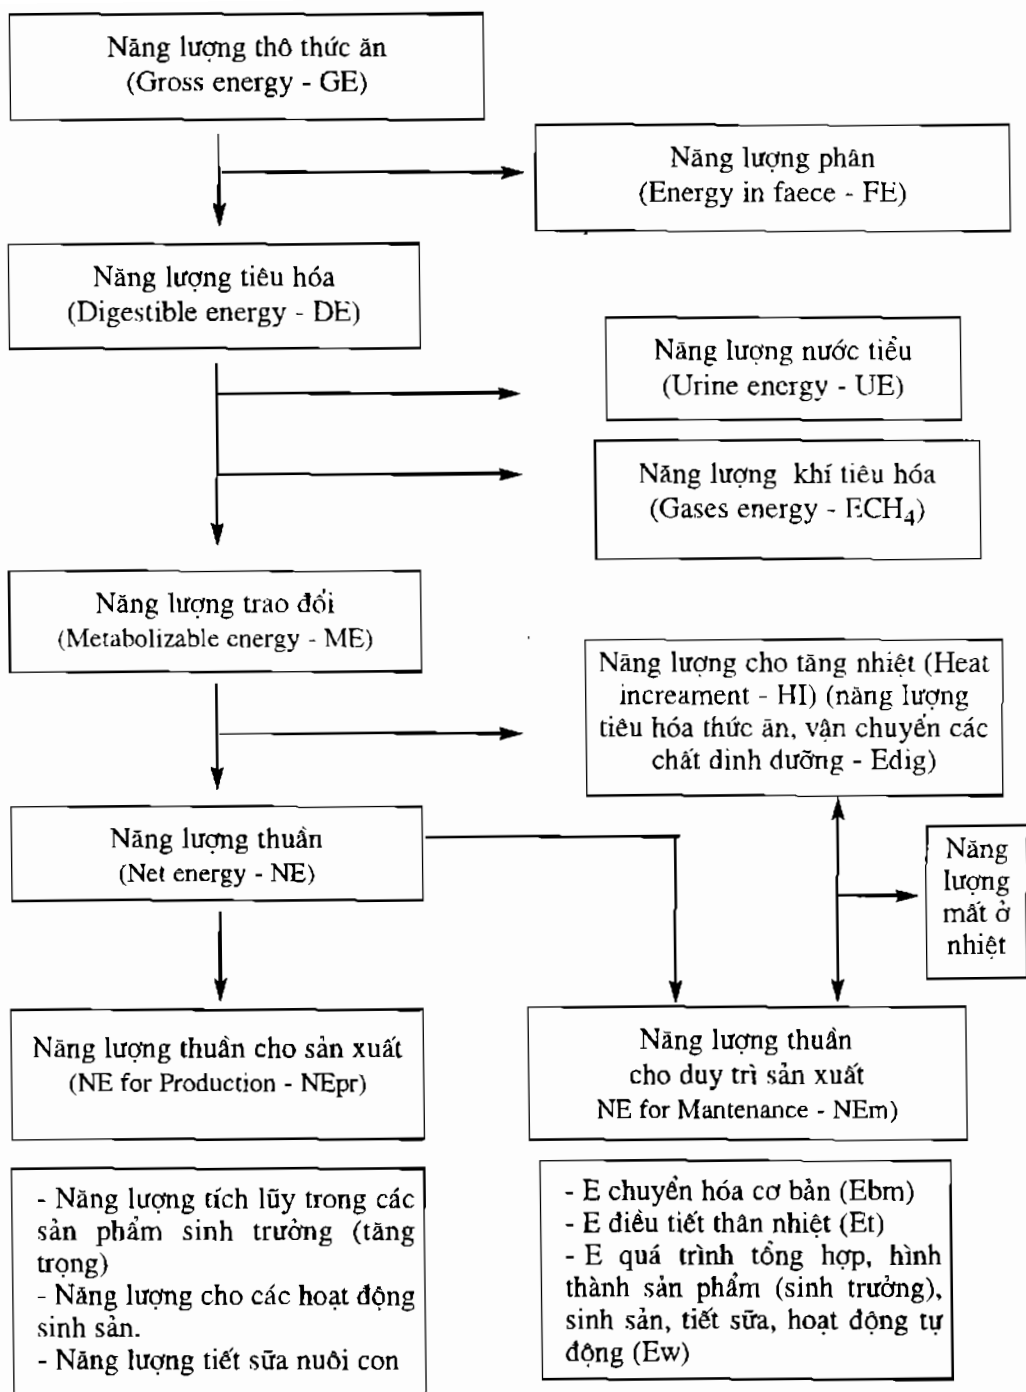 Năng lượng thô thức ăn
(Gross energy - GE)
Năng lượng phân
(Energy in faece - FE)
Năng lượng tiêu hóa
(Digestible energy - DE)
Năng lượng nước tiểu
(Urine energy - UE)
Năng lượng khí tiêu hóa
(Gases energy - ECH₄)
Năng lượng trao đổi
(Metabolizable energy - ME)
Năng lượng cho tăng nhiệt (Heat
increament - HI) (năng lượng
tiêu hóa thức ăn, vận chuyển các
chất dinh dưỡng - Edig)
Năng lượng thuần
(Net energy - NE)
Năng
lượng
mất ở
nhiệt
Năng lượng thuần cho sản xuất
(NE for Production - NEpr)
Năng lượng thuần
cho duy trì sản xuất
NE for Mantenance - NEm)
- Năng lượng tích lũy trong các
sản phẩm sinh trưởng (tăng
trọng)
- Năng lượng cho các hoạt động
sinh sản.
- Năng lượng tiết sữa nuôi con
- E chuyển hóa cơ bản (Ebm)
- E điều tiết thân nhiệt (Et)
- E quá trình tổng hợp, hình
thành sản phẩm (sinh trưởng),
sinh sản, tiết sữa, hoạt động tự
động (Ew)